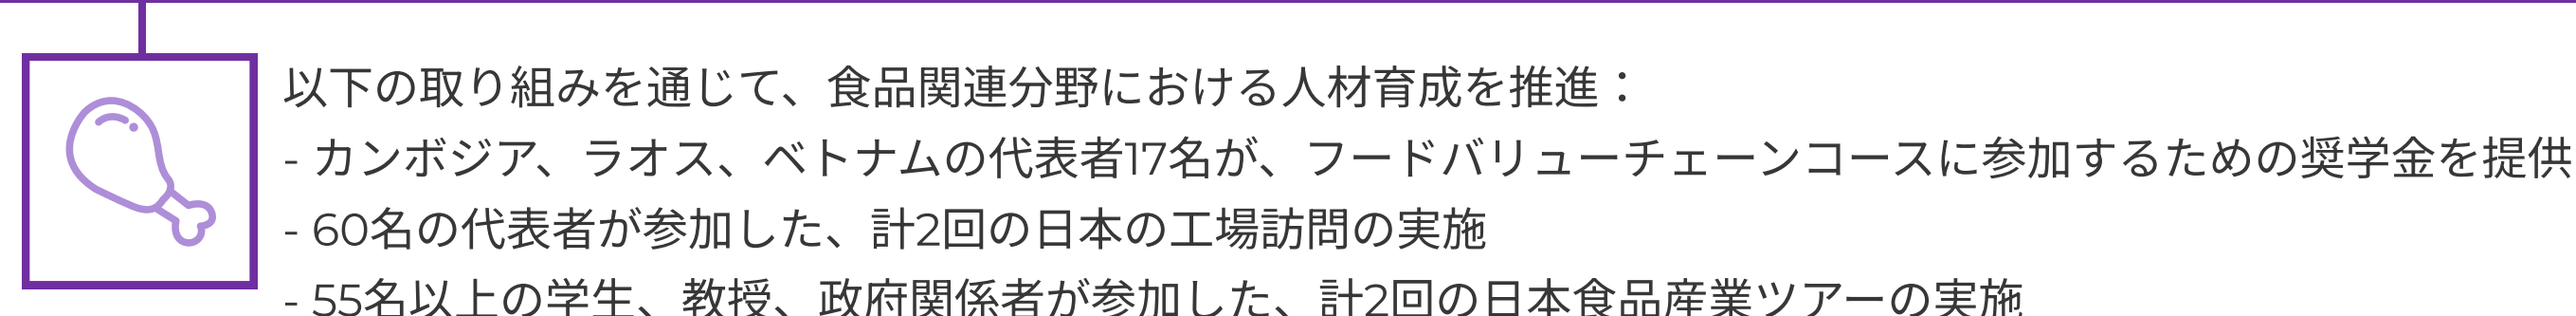 以下の取り組みを通じて、食品関連分野における人材育成を推進：
- カンボジア、ラオス、ベトナムの代表者17名が、フードバリューチェーンコースに参加するための奨学金を提供
- 60名の代表者が参加した、計2回の日本の工場訪問の実施
- 55名以上の学生、教授、政府関係者が参加した、計2回の日本食品産業ツアーの実施